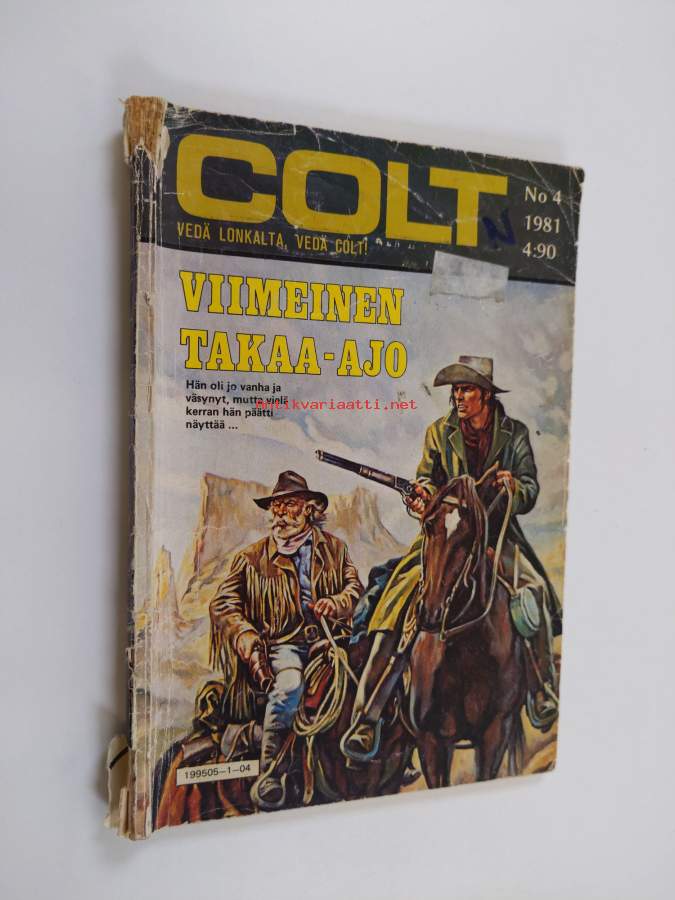 COLT
No 4
1981
4:90
N
VEDÄ LONKALTA, VEDÄ COLT!
VIIMEINEN
TAKAA-AJO
Hän oli jo vanha ja
väsynyt, mutta vielä
kerran hän päätti
näyttää ...
Antikvariaatti.net
199505-1-04